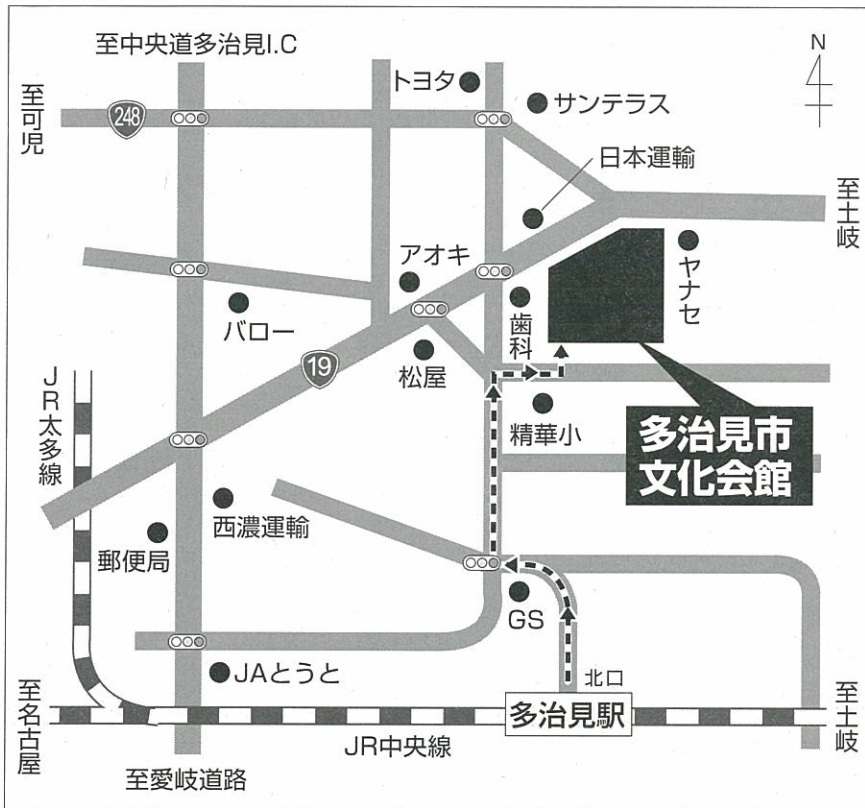 至中央道多治見I.C
N
トヨタ
サンテラス
至可児
248
日本運輸
至土岐
アオキ
ヤナセ
バロー
歯科
19
松屋
JR太多線
精華小
多治見市
文化会館
西濃運輸
郵便局
GS
JAとうと
北口
至名古屋
多治見駅
至土岐
JR中央線
至愛岐道路